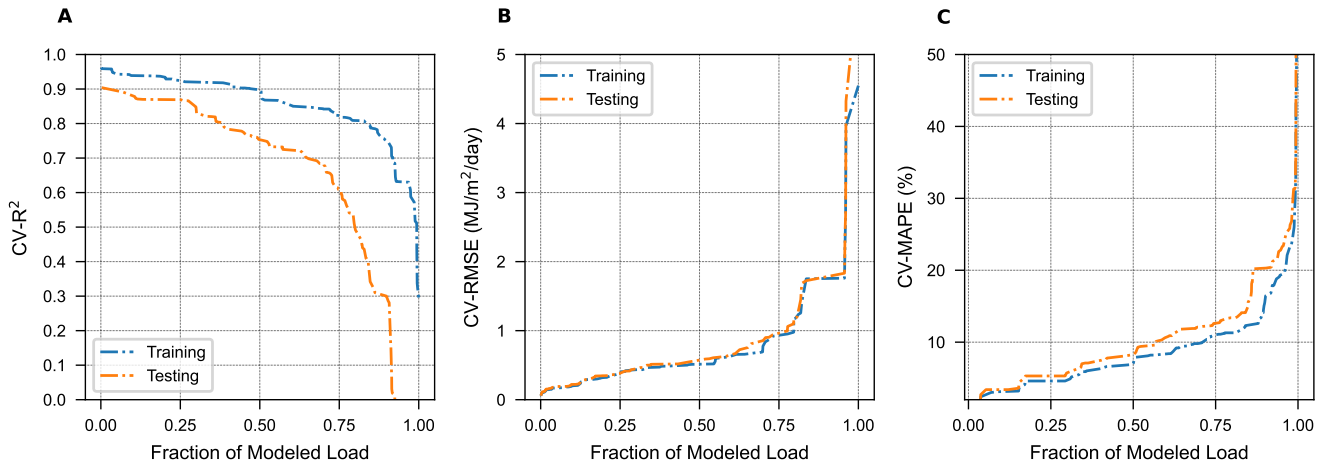 A
CV-R2
1.0
0.9
0.8
0.7
0.6
0.5
0.4
0.3
0.2
0.1
0.0
Training
Testing
0.00 0.25 0.50 0.75 1.00
Fraction of Modeled Load
B
CV-RMSE (MJ/m2/day)
5
4
3
2
1
0
Training
Testing
0.00 0.25 0.50 0.75 1.00
Fraction of Modeled Load
C
CV-MAPE (%)
50
40
30
20
10
Training
Testing
0.00 0.25 0.50 0.75 1.00
Fraction of Modeled Load